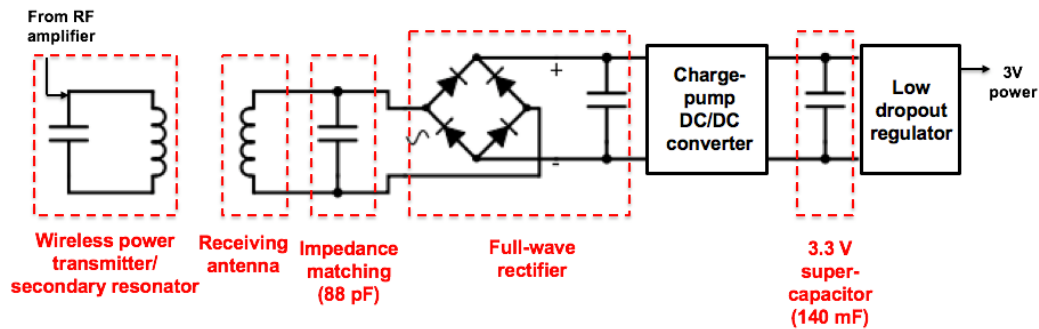 From RF
amplifier
+
-
Charge-
pump
DC/DC
converter
Low
dropout
regulator
3V
power
Wireless power
transmitter/
secondary resonator
Receiving
antenna
Impedance
matching
(88 pF)
Full-wave
rectifier
3.3 V
super-
capacitor
(140 mF)